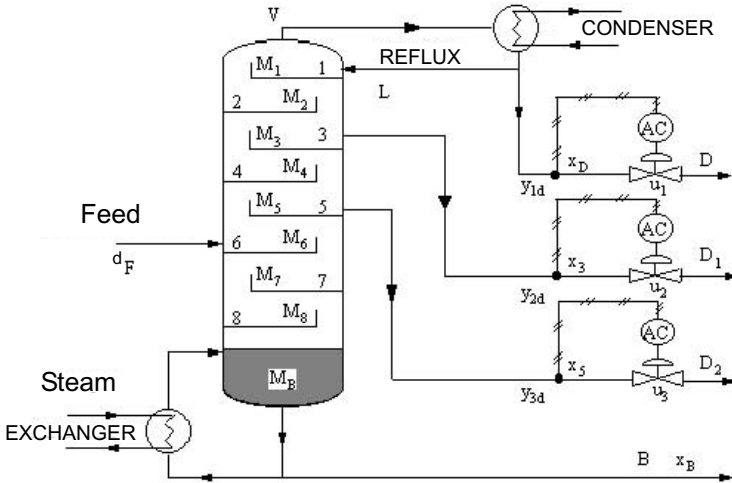 V
CONDENSER
REFLUX
L
M1 1
2 M2
M3 3
4 M4
M5 5
6 M6
M7 7
8 M8
MB
Feed
dF
Steam
EXCHANGER
AC
xD
D
y1d
u1
AC
x3
D1
y2d
u2
AC
x5
D2
y3d
u3
B xB